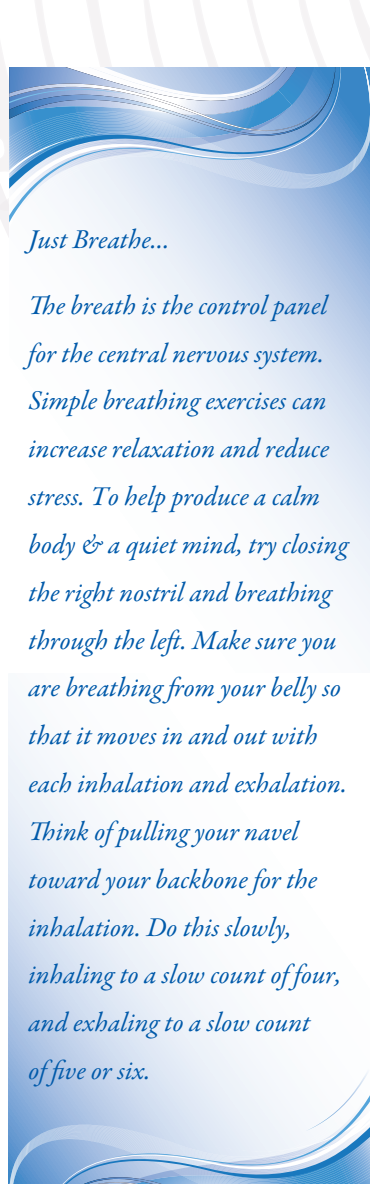 Just Breathe...
The breath is the control panel
for the central nervous system.
Simple breathing exercises can
increase relaxation and reduce
stress. To help produce a calm
body & a quiet mind, try closing
the right nostril and breathing
through the left. Make sure you
are breathing from your belly so
that it moves in and out with
each inhalation and exhalation.
Think of pulling your navel
toward your backbone for the
inhalation. Do this slowly,
inhaling to a slow count of four,
and exhaling to a slow count
of five or six.